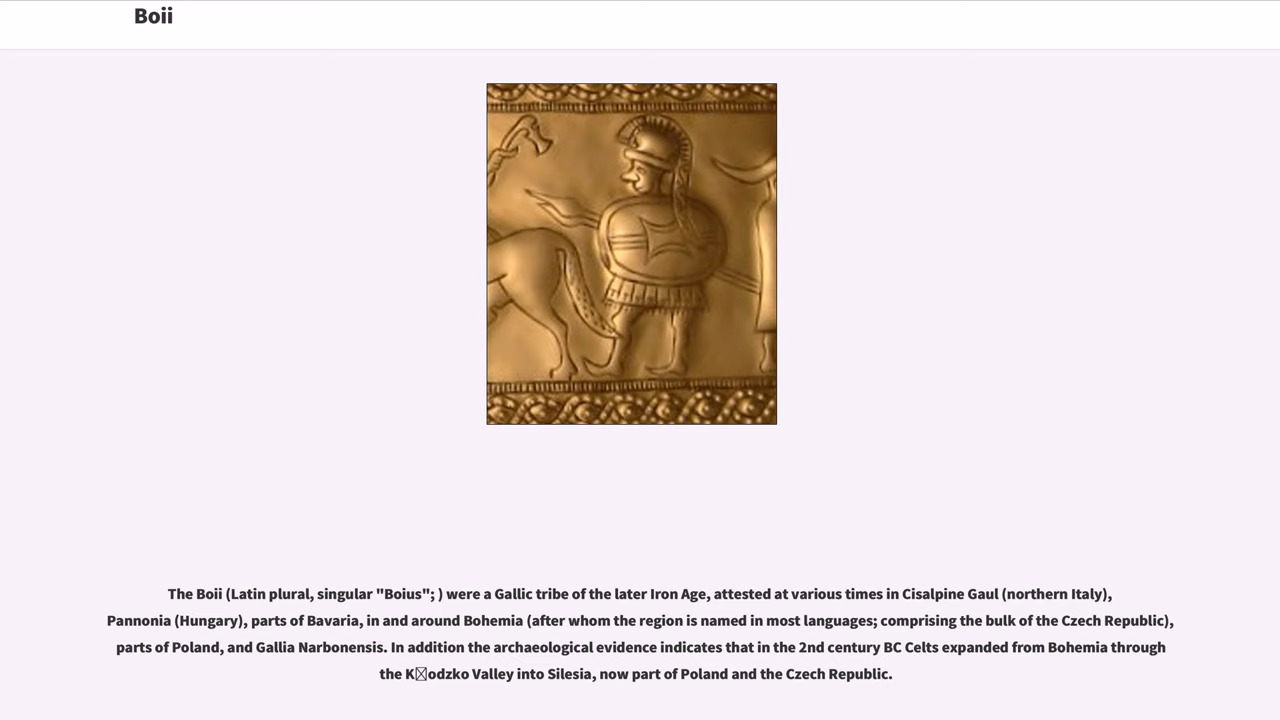 Boii
The Boii (Latin plural, singular "Boius"; ) were a Gallic tribe of the later Iron Age, attested at various times in Cisalpine Gaul (northern Italy),
Pannonia (Hungary), parts of Bavaria, in and around Bohemia (after whom the region is named in most languages; comprising the bulk of the Czech Republic),
parts of Poland, and Gallia Narbonensis. In addition the archaeological evidence indicates that in the 2nd century BC Celts expanded from Bohemia through
the K☒odzko Valley into Silesia, now part of Poland and the Czech Republic.